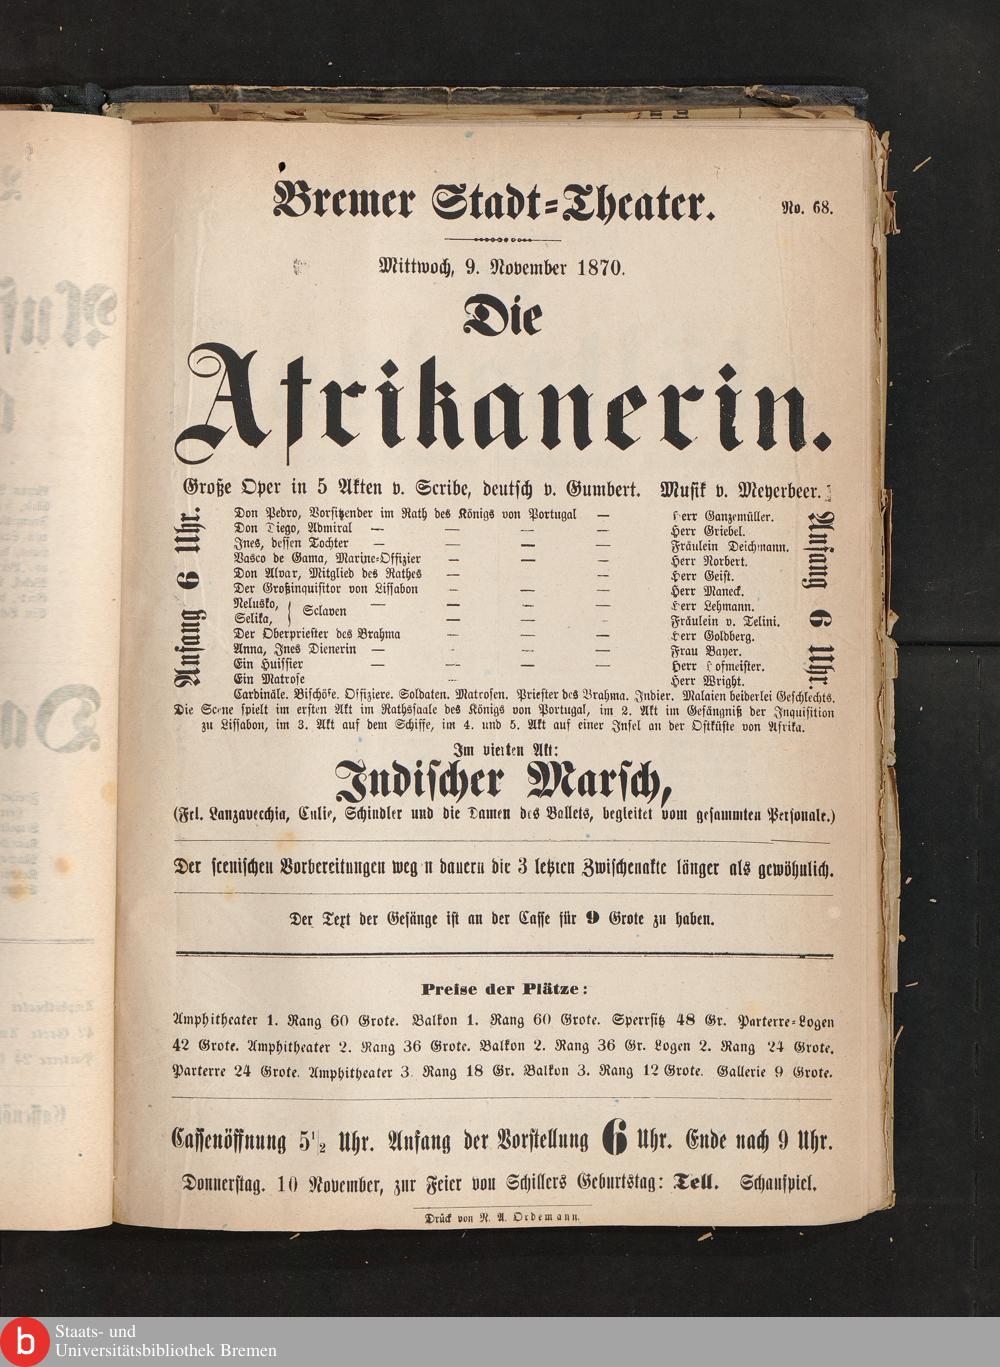 Bremer Stadt-Theater.
No. 68.
Mittwoch, 9. November 1870.
Die
Afrikanerin.
Große Oper in 5 Akten v. Scribe, deutsch v. Gumbert. Musik v. Meyerbeer.
Anfang 6 Uhr.
Anfang 6 Uhr.
Don Pedro, Vorsitzender im Rath des Königs von Portugal — Herr Ganzemüller.
Don Diego, Admiral — — — — Herr Griebel.
Ines, dessen Tochter — — — — Fräulein Deichmann.
Vasco de Gama, Marine-Offizier — — — Herr Norbert.
Don Alvar, Mitglied des Rathes — — — Herr Geist.
Der Großinquisitor von Lissabon — — — Herr Maneck.
Nelusko, } Sclaven — — — — Herr Lehmann.
Selika, — — — Fräulein v. Telini.
Der Oberpriester des Brahma — — — Herr Goldberg.
Anna, Ines Dienerin — — — — Frau Bayer.
Ein Huissier — — — — Herr Hofmeister.
Ein Matrose — — — Herr Wright.
Cardinäle. Bischöfe. Offiziere. Soldaten. Matrosen. Priester des Brahma. Indier. Malaien beiderlei Geschlechts.
Die Scene spielt im ersten Akt im Rathssaale des Königs von Portugal, im 2. Akt im Gefängniß der Inquisition
zu Lissabon, im 3. Akt auf dem Schiffe, im 4. und 5. Akt auf einer Insel an der Ostküste von Afrika.
Im vierten Akt:
Indischer Marsch,
(Frl. Lanzavecchia, Culie, Schindler und die Damen des Ballets, begleitet vom gesammten Personale.)
Der scenischen Vorbereitungen weg n dauern die 3 letzten Zwischenakte länger als gewöhnlich.
Der Text der Gesänge ist an der Casse für 9 Grote zu haben.
Preise der Plätze:
Amphitheater 1. Rang 60 Grote. Balkon 1. Rang 60 Grote. Sperrsitz 48 Gr. Parterre-Logen
42 Grote. Amphitheater 2. Rang 36 Grote. Balkon 2. Rang 36 Gr. Logen 2. Rang 24 Grote.
Parterre 24 Grote. Amphitheater 3. Rang 18 Gr. Balkon 3. Rang 12 Grote. Gallerie 9 Grote.
Cassenöffnung 5 1/2 Uhr. Anfang der Vorstellung 6 Uhr. Ende nach 9 Uhr.
Donnerstag. 10 November, zur Feier von Schillers Geburtstag: Tell. Schauspiel.
Druck von N. A. Ordemann.
b Staats- und
Universitätsbibliothek Bremen